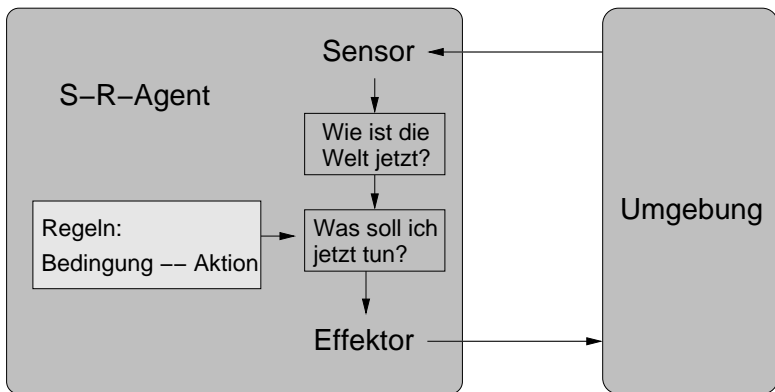 Sensor
S–R–Agent
Wie ist die
Welt jetzt?
Regeln:
Bedingung –– Aktion
Was soll ich
jetzt tun?
Effektor
Umgebung